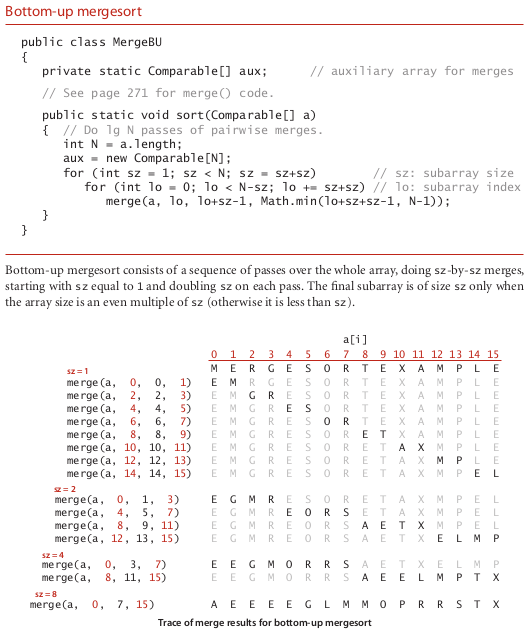 Bottom-up mergesort
public class MergeBU
{
private static Comparable[] aux; // auxiliary array for merges
// See page 271 for merge() code.
public static void sort(Comparable[] a)
{ // Do lg N passes of pairwise merges.
int N = a.length;
aux = new Comparable[N];
for (int sz = 1; sz < N; sz = sz+sz) // sz: subarray size
for (int lo = 0; lo < N-sz; lo += sz+sz) // lo: subarray index
merge(a, lo, lo+sz-1, Math.min(lo+sz+sz-1, N-1));
}
}
Bottom-up mergesort consists of a sequence of passes over the whole array, doing sz-by-sz merges,
starting with sz equal to 1 and doubling sz on each pass. The final subarray is of size sz only when
the array size is an even multiple of sz (otherwise it is less than sz).
a[i]
0 1 2 3 4 5 6 7 8 9 10 11 12 13 14 15
sz = 1 M E R G E S O R T E X A M P L E
merge(a, 0, 0, 1) E M R G E S O R T E X A M P L E
merge(a, 2, 2, 3) E M G R E S O R T E X A M P L E
merge(a, 4, 4, 5) E M G R E S O R T E X A M P L E
merge(a, 6, 6, 7) E M G R E S O R T E X A M P L E
merge(a, 8, 8, 9) E M G R E S O R E T X A M P L E
merge(a, 10, 10, 11) E M G R E S O R E T A X M P L E
merge(a, 12, 12, 13) E M G R E S O R E T A X M P L E
merge(a, 14, 14, 15) E M G R E S O R E T A X M P E L
sz = 2
merge(a, 0, 1, 3) E G M R E S O R E T A X M P E L
merge(a, 4, 5, 7) E G M R E O R S E T A X M P E L
merge(a, 8, 9, 11) E G M R E O R S A E T X M P E L
merge(a, 12, 13, 15) E G M R E O R S A E T X E L M P
sz = 4
merge(a, 0, 3, 7) E E G M O R R S A E T X E L M P
merge(a, 8, 11, 15) E E G M O R R S A E E L M P T X
sz = 8
merge(a, 0, 7, 15) A E E E E G L M M O P R R S T X
Trace of merge results for bottom-up mergesort